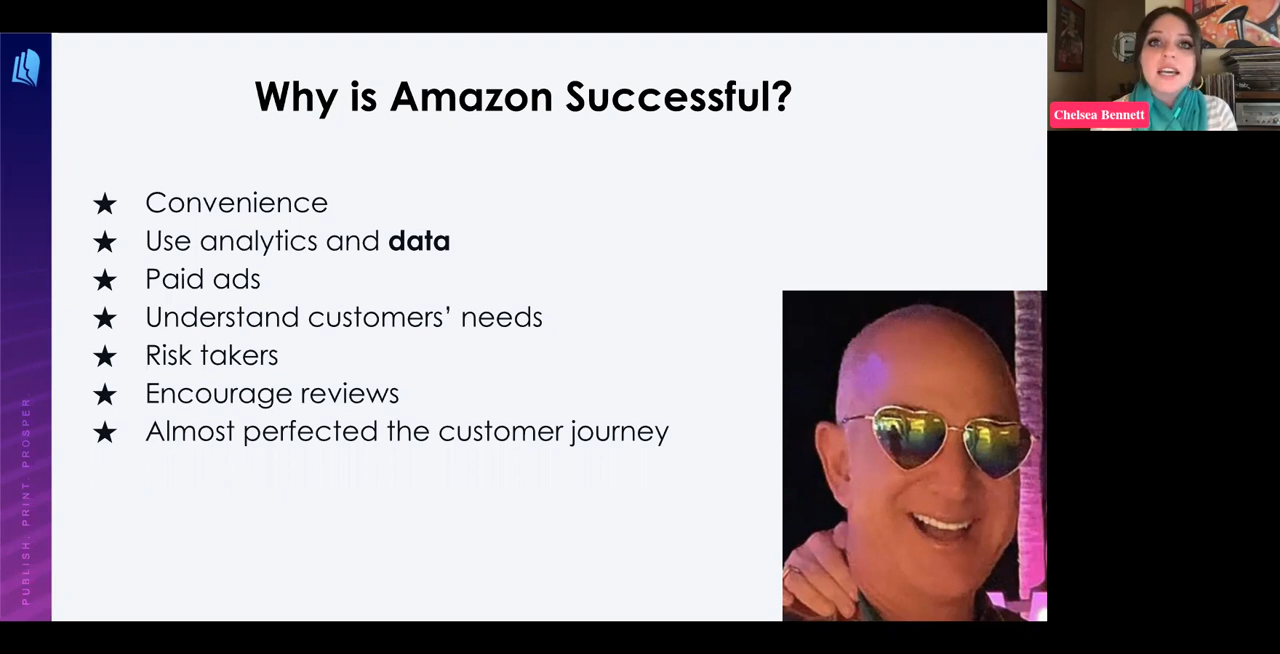 Why is Amazon Successful?
★ Convenience
★ Use analytics and data
★ Paid ads
★ Understand customers’ needs
★ Risk takers
★ Encourage reviews
★ Almost perfected the customer journey
PUBLISH. PRINT. PROSPER
Chelsea Bennett